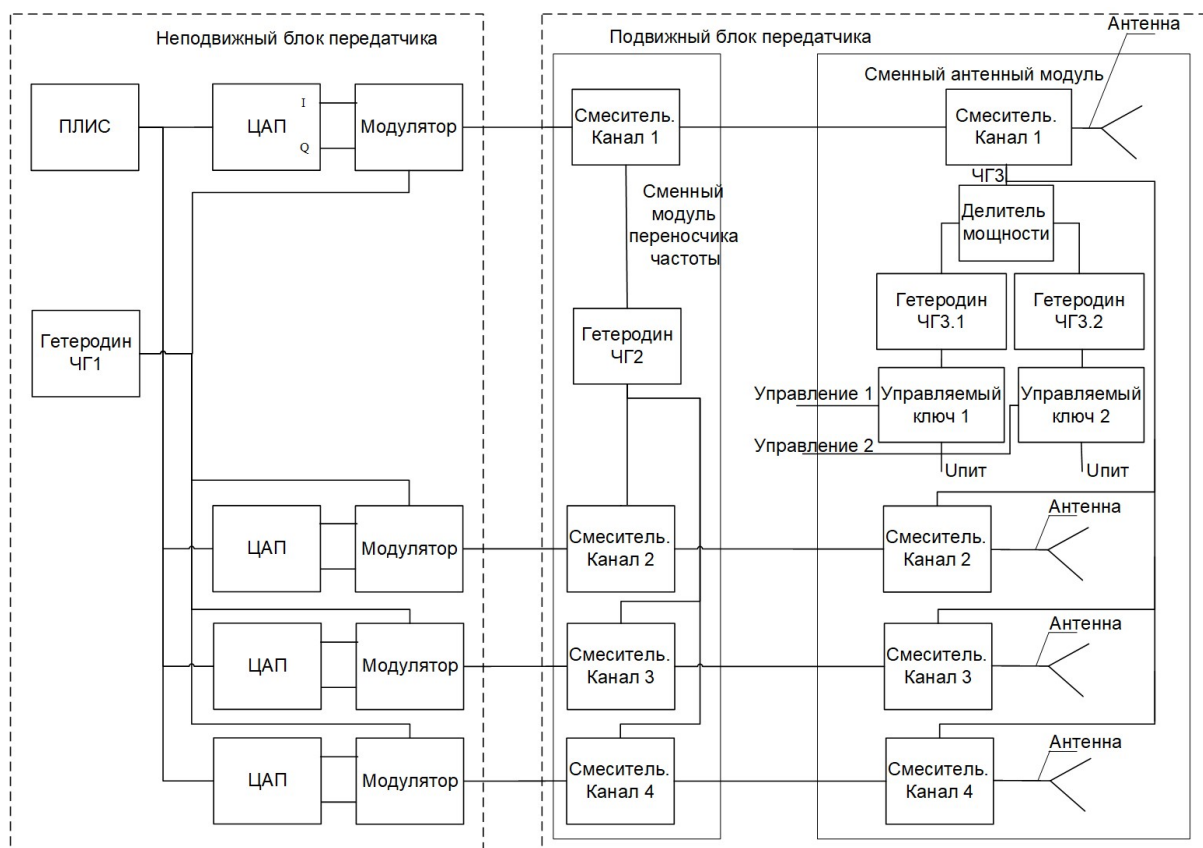 Неподвижный блок передатчика
Подвижный блок передатчика
Антенна
Сменный антенный модуль
ПЛИС
ЦАП
I
Q
Модулятор
Смеситель.
Канал 1
Смеситель.
Канал 1
ЧГ3
Сменный
модуль
переносчика
частоты
Делитель
мощности
Гетеродин
ЧГ1
Гетеродин
ЧГ2
Гетеродин
ЧГ3.1
Гетеродин
ЧГ3.2
Управление 1
Управляемый
ключ 1
Управляемый
ключ 2
Управление 2
Uпит
Uпит
ЦАП
Модулятор
Смеситель.
Канал 2
Смеситель.
Канал 2
Антенна
ЦАП
Модулятор
Смеситель.
Канал 3
Смеситель.
Канал 3
Антенна
ЦАП
Модулятор
Смеситель.
Канал 4
Смеситель.
Канал 4
Антенна